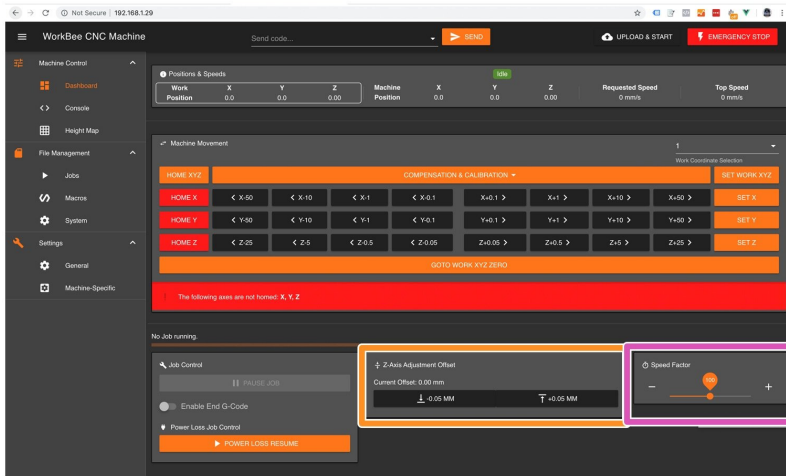 Not Secure | 192.168.1.29
WorkBee CNC Machine
Send code...
SEND
UPLOAD & START
EMERGENCY STOP
Machine Control
Dashboard
Console
Height Map
File Management
Jobs
Macros
System
Settings
General
Machine-Specific
Positions & Speeds
Idle
Work Position X Y Z Machine Position X Y Z Requested Speed Top Speed
0.0 0.0 0.00 0.0 0.0 0.00 0 mm/s 0 mm/s
Machine Movement
1
Work Coordinate Selection
HOME XYZ COMPENSATION & CALIBRATION SET WORK XYZ
HOME X X-50 X-10 X-1 X-0.1 X+0.1 X+1 X+10 X+50 SET X
HOME Y Y-50 Y-10 Y-1 Y-0.1 Y+0.1 Y+1 Y+10 Y+50 SET Y
HOME Z Z-25 Z-5 Z-0.5 Z-0.05 Z+0.05 Z+0.5 Z+5 Z+25 SET Z
GOTO WORK XYZ ZERO
The following axes are not homed: X, Y, Z
No Job running.
Job Control
PAUSE JOB
Enable End G-Code
Power Loss Job Control
POWER LOSS RESUME
Z-Axis Adjustment Offset
Current Offset: 0.00 mm
-0.05 MM +0.05 MM
Speed Factor
100
− +